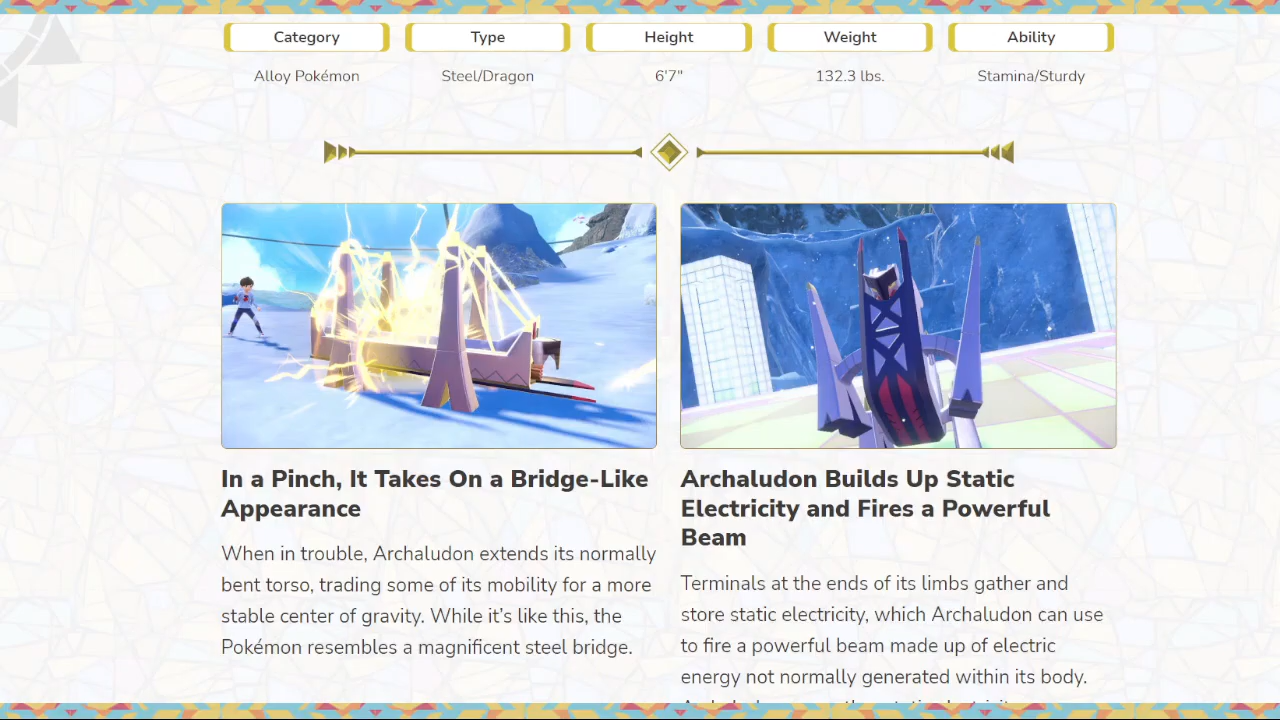 Category
Type
Height
Weight
Ability
Alloy Pokémon
Steel/Dragon
6'7"
132.3 lbs.
Stamina/Sturdy
In a Pinch, It Takes On a Bridge-Like
Appearance
When in trouble, Archaludon extends its normally
bent torso, trading some of its mobility for a more
stable center of gravity. While it’s like this, the
Pokémon resembles a magnificent steel bridge.
Archaludon Builds Up Static
Electricity and Fires a Powerful
Beam
Terminals at the ends of its limbs gather and
store static electricity, which Archaludon can use
to fire a powerful beam made up of electric
energy not normally generated within its body.